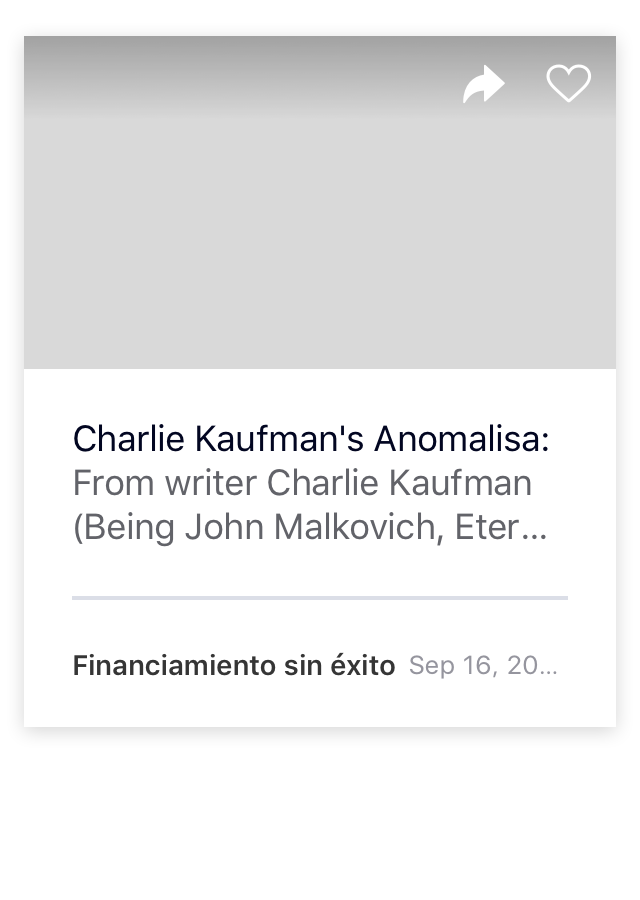 Charlie Kaufman's Anomalisa:
From writer Charlie Kaufman
(Being John Malkovich, Eter...
Financiamiento sin éxito Sep 16, 20...